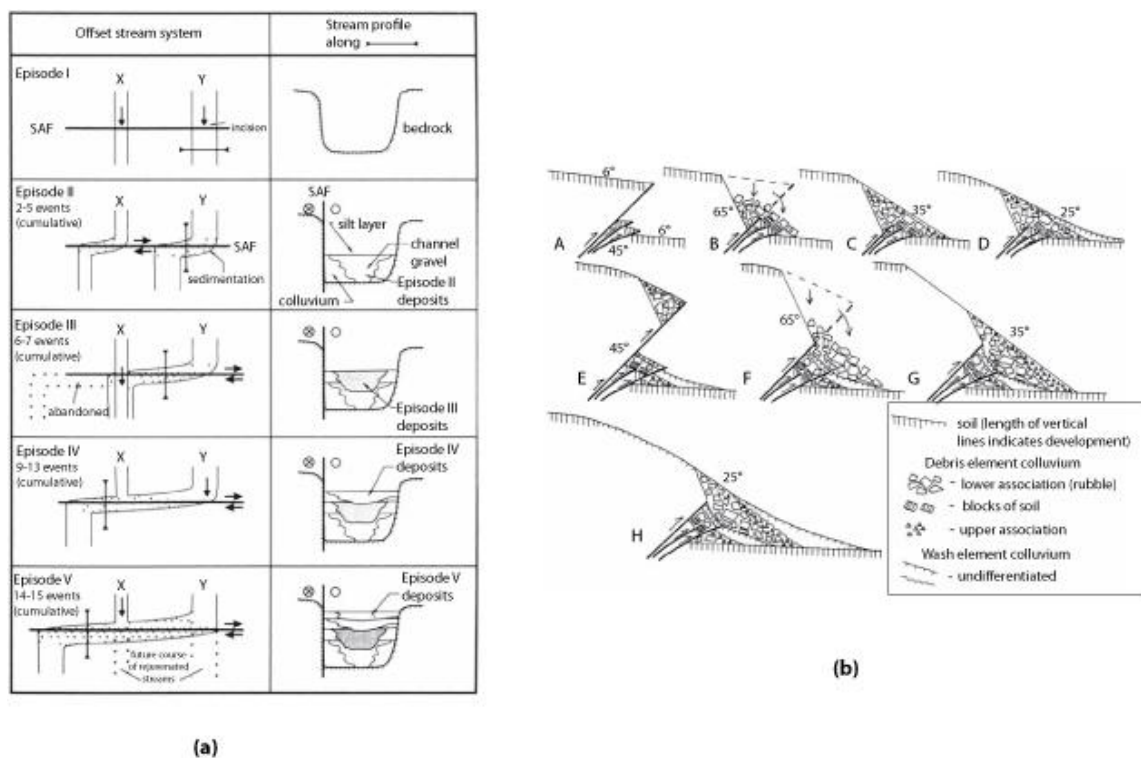 Offset stream system
Stream profile
along
Episode I
X
Y
SAF
incision
bedrock
Episode II
2-5 events
(cumulative)
X
Y
SAF
sedimentation
SAF
silt layer
channel
gravel
Episode II
deposits
colluvium
Episode III
6-7 events
(cumulative)
X
Y
abandoned
Episode III
deposits
Episode IV
9-13 events
(cumulative)
X
Y
Episode IV
deposits
Episode V
14-15 events
(cumulative)
X
Y
future course
of rejuvenated
streams
Episode V
deposits
(a)
6°
45°
6°
A
65°
B
35°
C
25°
D
45°
E
65°
F
35°
G
25°
H
soil (length of vertical
lines indicates development)
Debris element colluvium
- lower association (rubble)
- blocks of soil
- upper association
Wash element colluvium
- undifferentiated
(b)